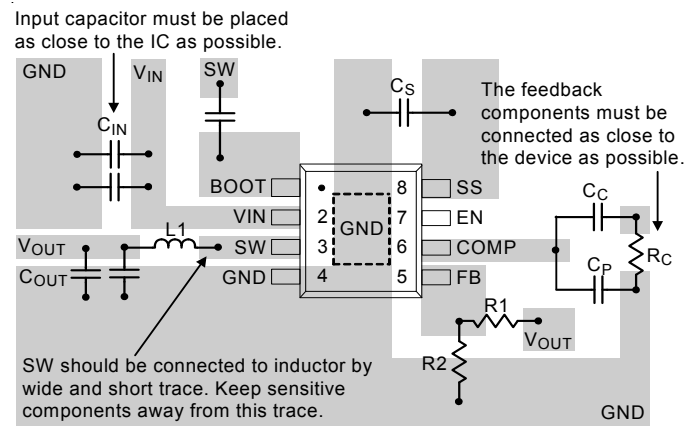 Input capacitor must be placed
as close to the IC as possible.
GND
VIN
SW
CS
The feedback
components must be
connected as close to
the device as possible.
CIN
BOOT
8
SS
CC
VIN
2
GND
7
EN
VOUT
L1
SW
3
6
COMP
RC
COUT
GND
4
5
FB
CP
R1
VOUT
R2
SW should be connected to inductor by
wide and short trace. Keep sensitive
components away from this trace.
GND